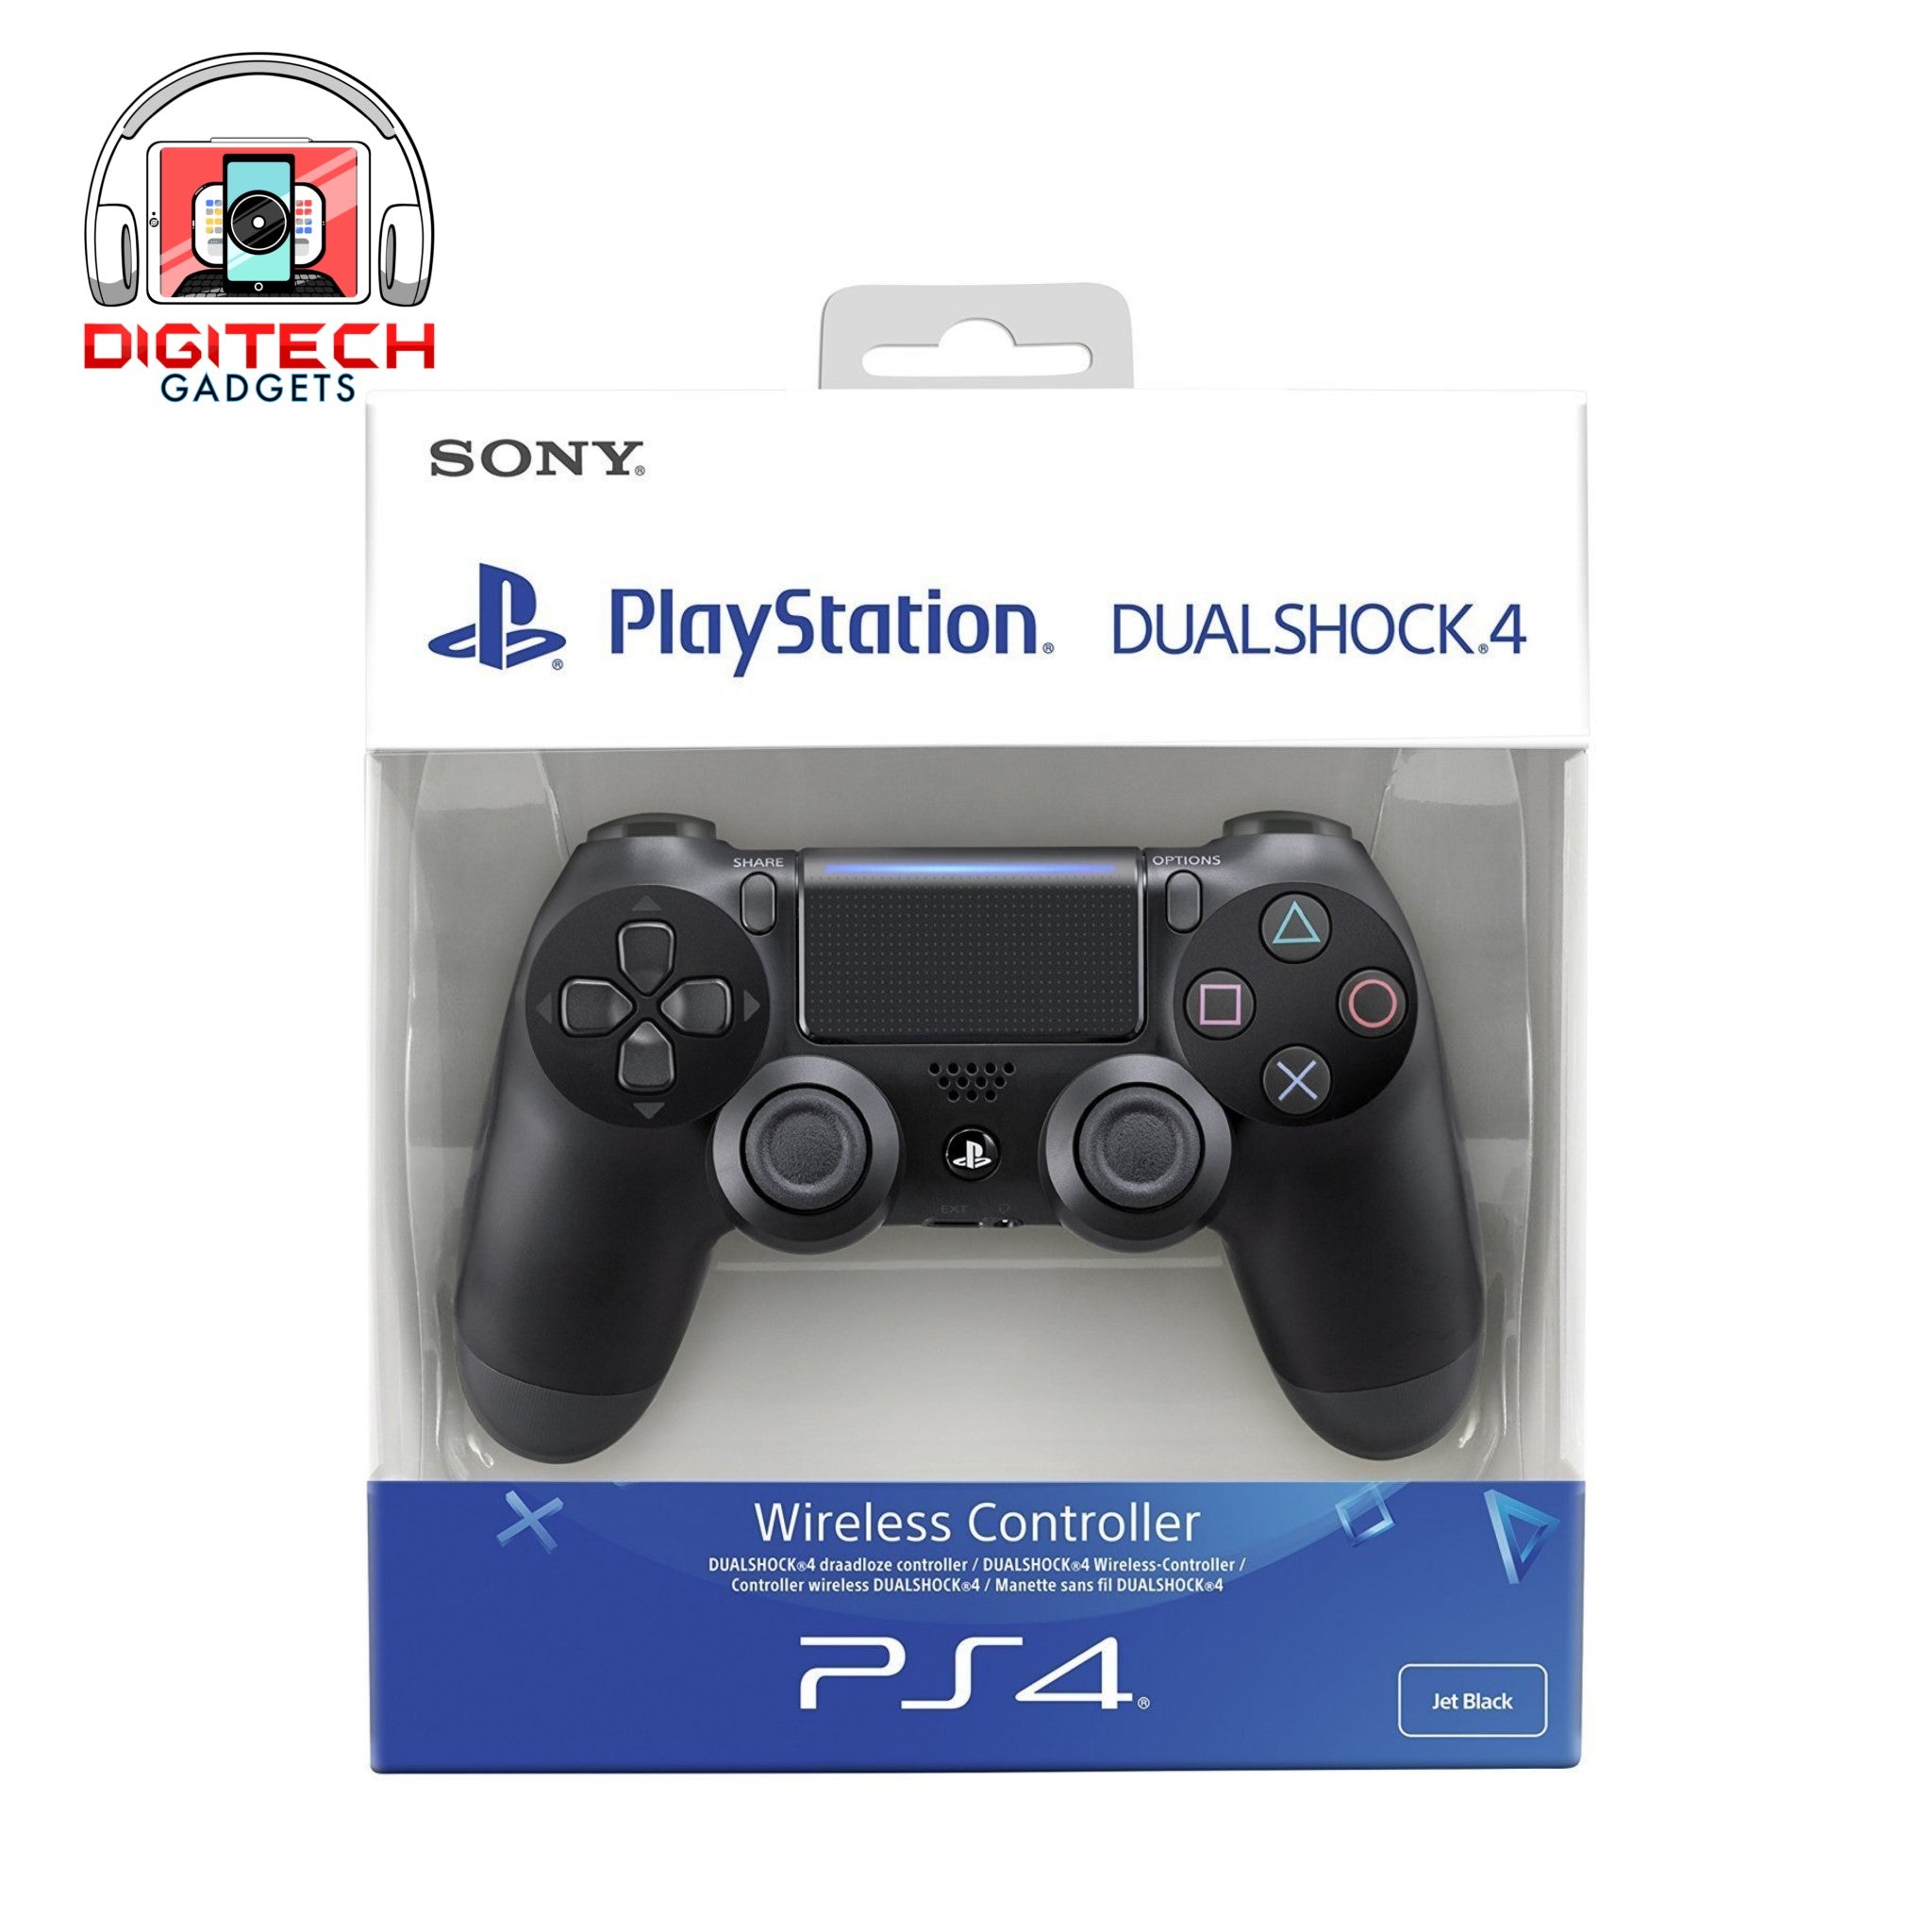 DIGITECH
GADGETS
SONY®
PlayStation® DUALSHOCK®4
SHARE
OPTIONS
EXT
Wireless Controller
DUALSHOCK®4 draadloze controller / DUALSHOCK®4 Wireless-Controller /
Controller wireless DUALSHOCK®4 / Manette sans fil DUALSHOCK®4
PS4®
Jet Black